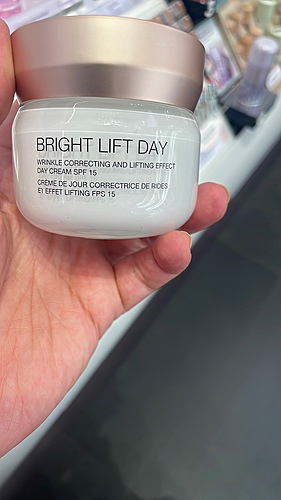 BRIGHT LIFT DAY
WRINKLE CORRECTING AND LIFTING EFFECT
DAY CREAM SPF 15
CRÈME DE JOUR CORRECTRICE DE RIDES
ET EFFET LIFTING FPS 15